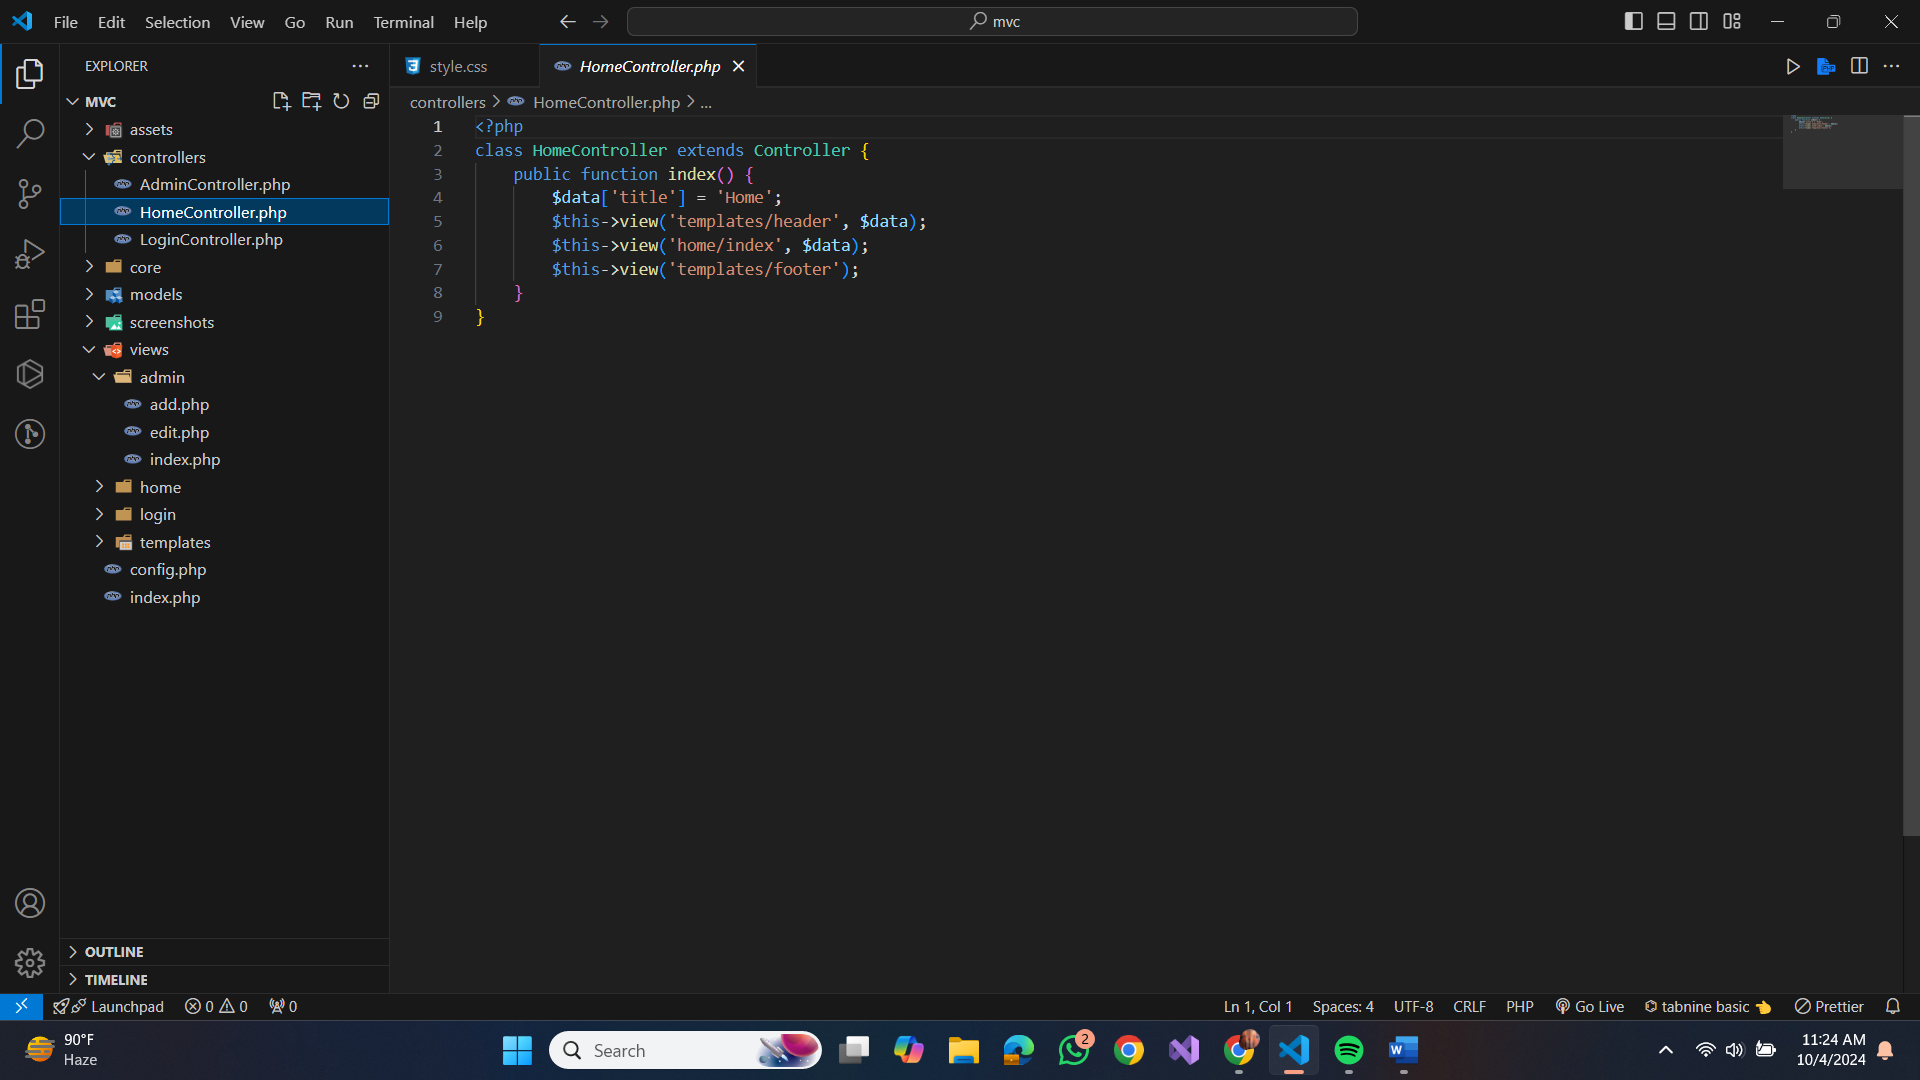 File Edit Selection View Go Run Terminal Help
mvc
EXPLORER
style.css
HomeController.php
MVC
controllers > HomeController.php > ...
assets
controllers
AdminController.php
HomeController.php
LoginController.php
core
models
screenshots
views
admin
add.php
edit.php
index.php
home
login
templates
config.php
index.php
OUTLINE
TIMELINE
1 <?php
2 class HomeController extends Controller {
3 public function index() {
4 $data['title'] = 'Home';
5 $this->view('templates/header', $data);
6 $this->view('home/index', $data);
7 $this->view('templates/footer');
8 }
9 }
Launchpad 0 0 0
Ln 1, Col 1 Spaces: 4 UTF-8 CRLF PHP Go Live tabnine basic Prettier
90°F
Haze
Search
2
11:24 AM
10/4/2024